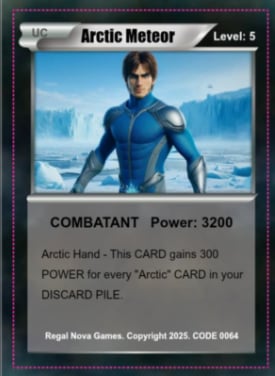 UC
Arctic Meteor
Level: 5
COMBATANT Power: 3200
Arctic Hand - This CARD gains 300
POWER for every "Arctic" CARD in your
DISCARD PILE.
Regal Nova Games. Copyright 2025. CODE 0064